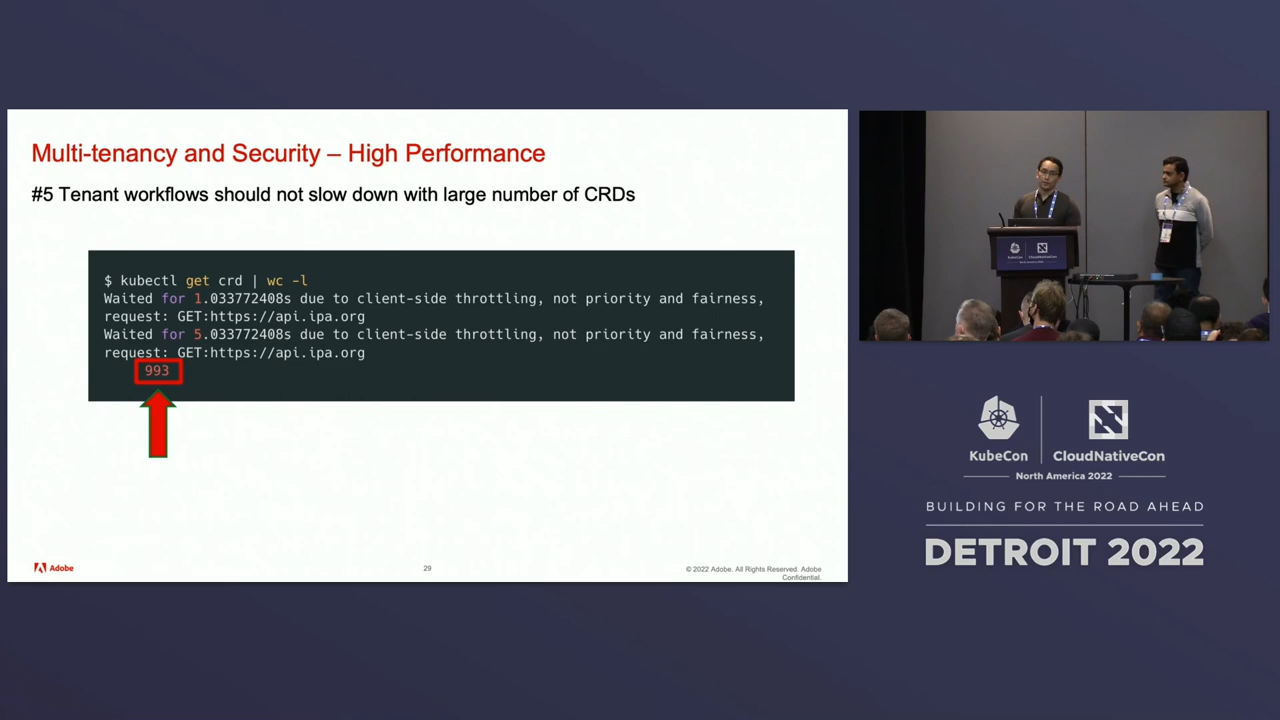 Multi-tenancy and Security – High Performance
#5 Tenant workflows should not slow down with large number of CRDs
$ kubectl get crd | wc -l
Waited for 1.033772408s due to client-side throttling, not priority and fairness,
request: GET:https://api.ipa.org
Waited for 5.033772408s due to client-side throttling, not priority and fairness,
request: GET:https://api.ipa.org
993
Adobe
29
© 2022 Adobe. All Rights Reserved. Adobe
Confidential.
KubeCon
CloudNativeCon
North America 2022
BUILDING FOR THE ROAD AHEAD
DETROIT 2022